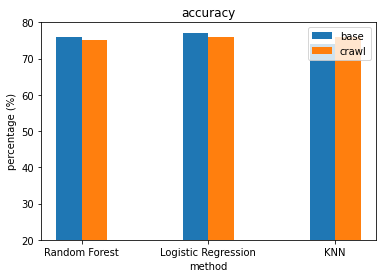 accuracy
base
crawl
percentage (%)
80
70
60
50
40
30
20
Random Forest
Logistic Regression
KNN
method